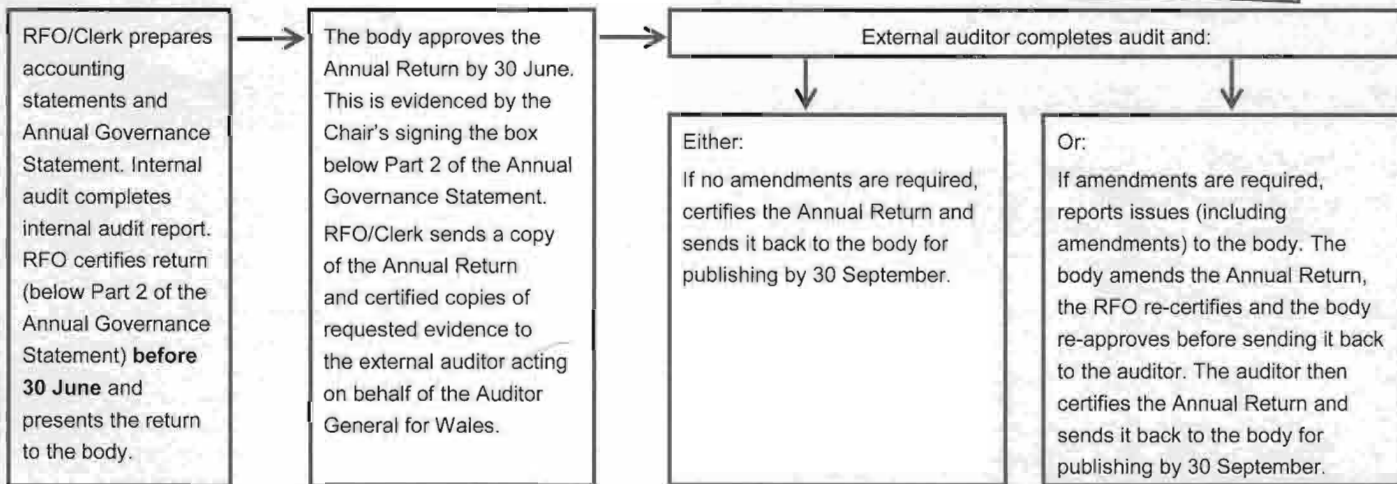 RFO/Clerk prepares
accounting
statements and
Annual Governance
Statement. Internal
audit completes
internal audit report.
RFO certifies return
(below Part 2 of the
Annual Governance
Statement) before
30 June and
presents the return
to the body.
The body approves the
Annual Return by 30 June.
This is evidenced by the
Chair's signing the box
below Part 2 of the Annual
Governance Statement.
RFO/Clerk sends a copy
of the Annual Return
and certified copies of
requested evidence to
the external auditor acting
on behalf of the Auditor
General for Wales.
External auditor completes audit and:
Either:
If no amendments are required,
certifies the Annual Return and
sends it back to the body for
publishing by 30 September.
Or:
If amendments are required,
reports issues (including
amendments) to the body. The
body amends the Annual Return,
the RFO re-certifies and the body
re-approves before sending it back
to the auditor. The auditor then
certifies the Annual Return and
sends it back to the body for
publishing by 30 September.